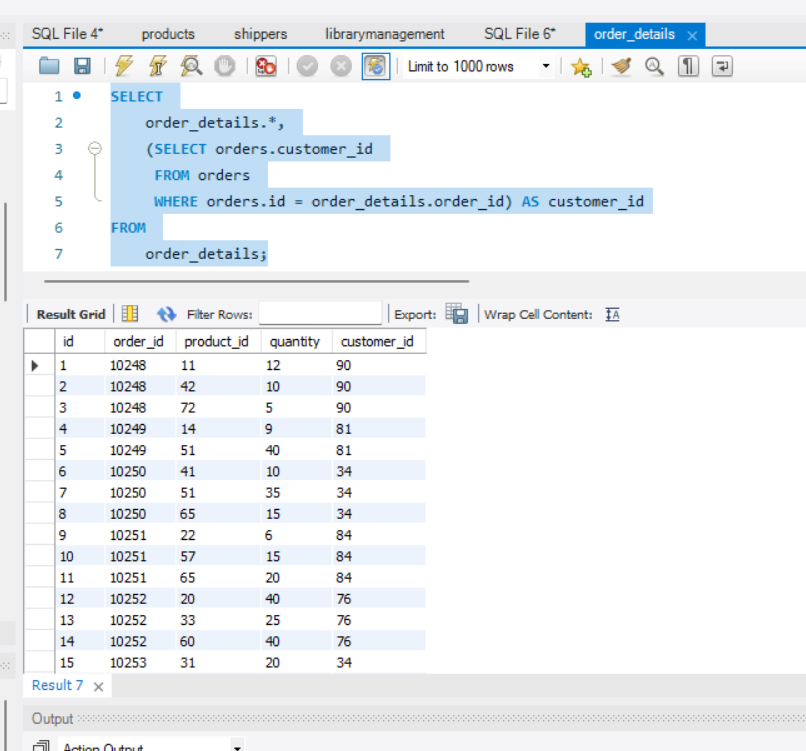 SQL File 4* products shippers librarymanagement SQL File 6* order_details
Limit to 1000 rows
1 SELECT
2 order_details.*,
3 (SELECT orders.customer_id
4 FROM orders
5 WHERE orders.id = order_details.order_id) AS customer_id
6 FROM
7 order_details;
Result Grid Filter Rows: Export: Wrap Cell Content:
id order_id product_id quantity customer_id
1 10248 11 12 90
2 10248 42 10 90
3 10248 72 5 90
4 10249 14 9 81
5 10249 51 40 81
6 10250 41 10 34
7 10250 51 35 34
8 10250 65 15 34
9 10251 22 6 84
10 10251 57 15 84
11 10251 65 20 84
12 10252 20 40 76
13 10252 33 25 76
14 10252 60 40 76
15 10253 31 20 34
Result 7
Output
Action Output